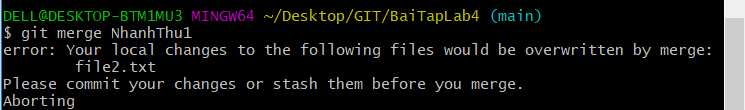 DELL@DESKTOP-BTM1MU3 MINGW64 ~/Desktop/GIT/BaiTapLab4 (main)
$ git merge NhanhThu1
error: Your local changes to the following files would be overwritten by merge:
        file2.txt
Please commit your changes or stash them before you merge.
Aborting